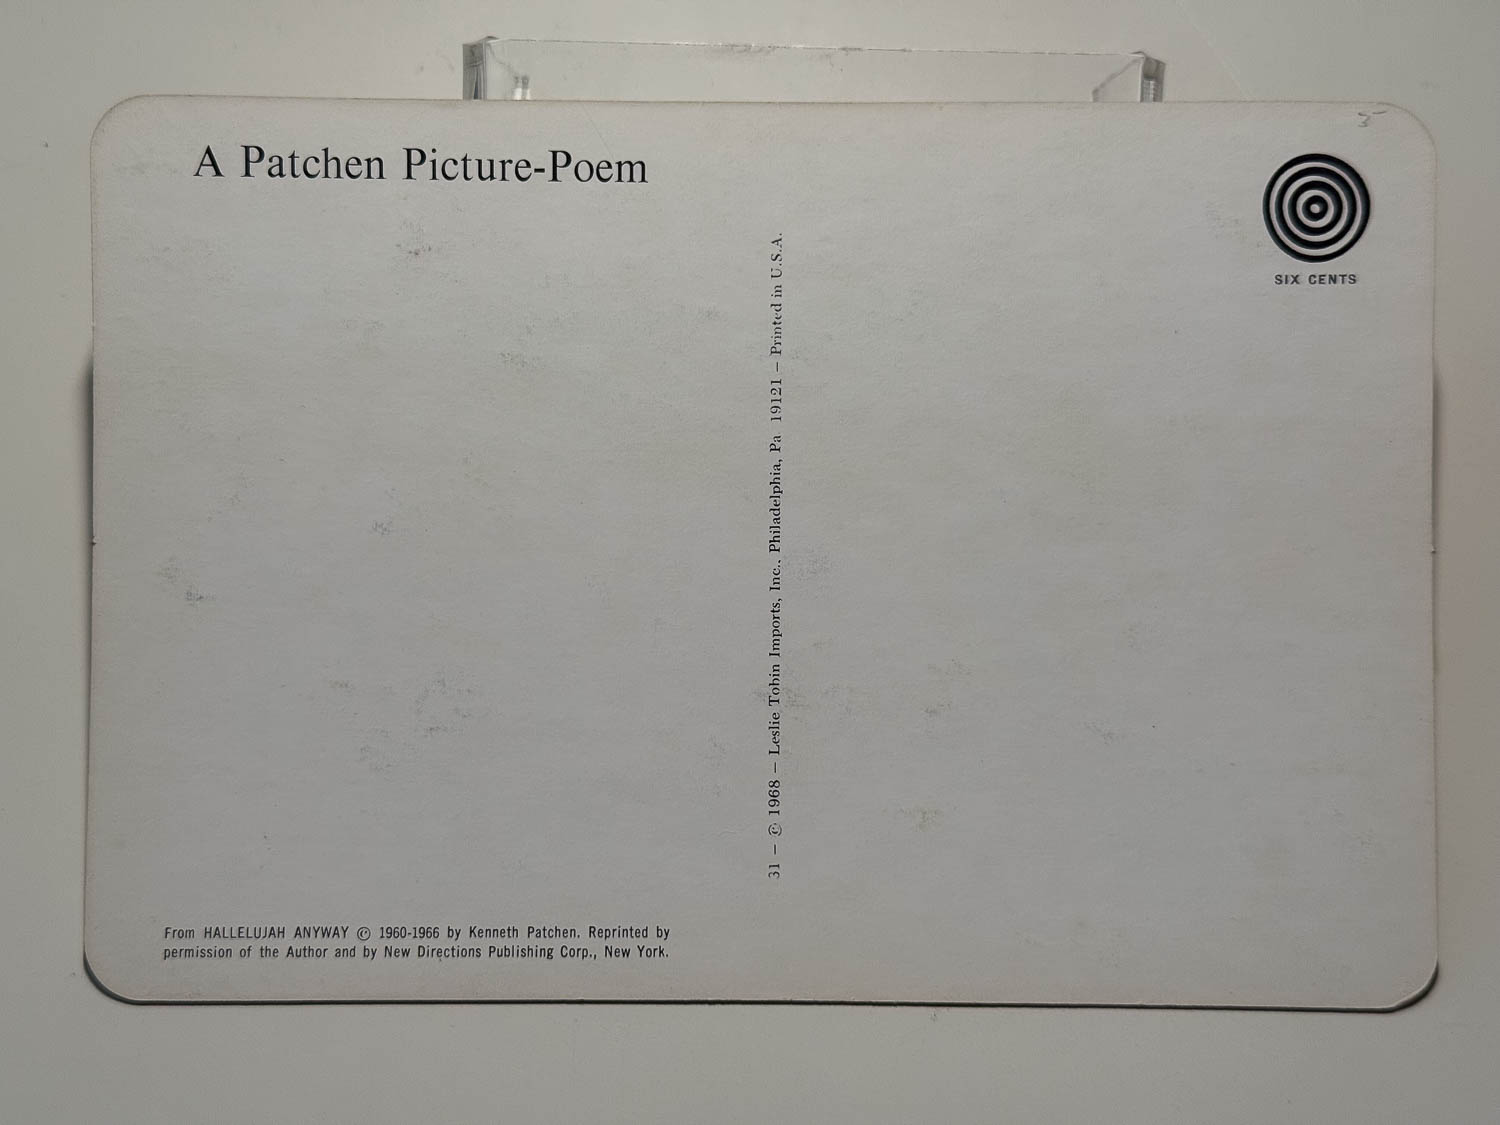 A Patchen Picture-Poem
5
SIX CENTS
31 – © 1968 – Leslie Tobin Imports, Inc., Philadelphia, Pa 19121 – Printed in U.S.A.
From HALLELUJAH ANYWAY © 1960-1966 by Kenneth Patchen. Reprinted by
permission of the Author and by New Directions Publishing Corp., New York.